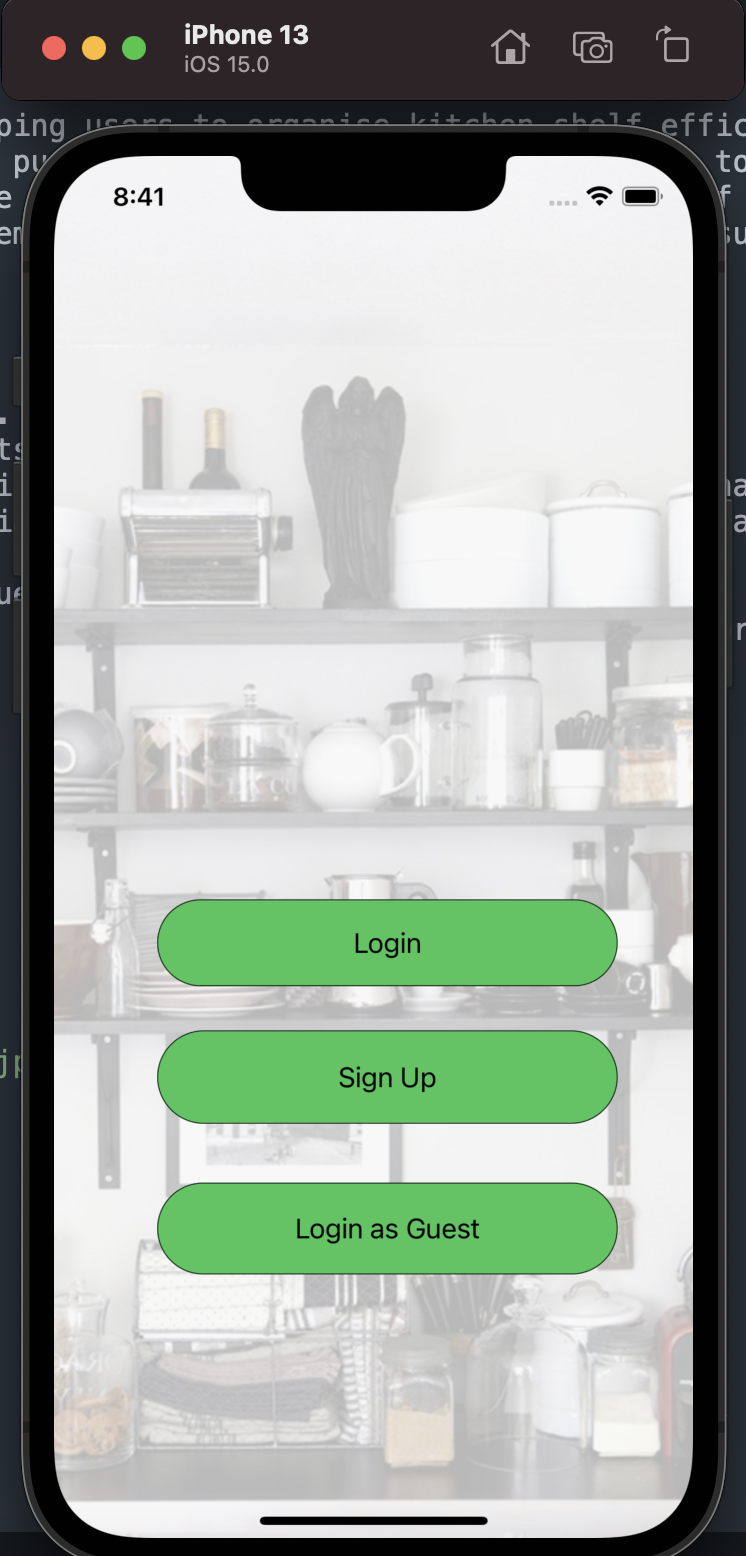 iPhone 13
iOS 15.0
ping users to organise kitchen shelf effic
8:41
Login
Sign Up
Login as Guest